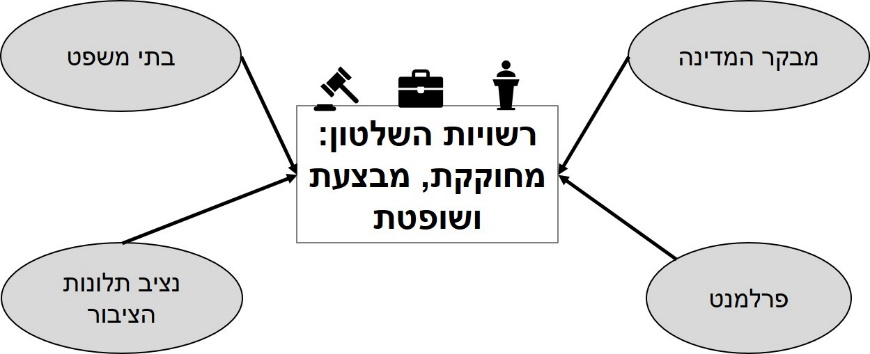 מבקר המדינה
בתי משפט
רשויות השלטון:
מחוקקת, מבצעת
ושופטת
פרלמנט
נציב תלונות
הציבור